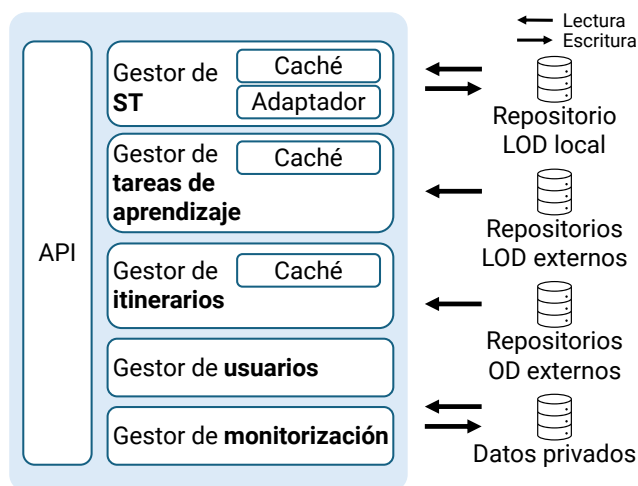 Lectura
Escritura
API
Gestor de
ST
Caché
Adaptador
Gestor de
tareas de
aprendizaje
Caché
Gestor de
itinerarios
Caché
Gestor de usuarios
Gestor de monitorización
Repositorio
LOD local
Repositorios
LOD externos
Repositorios
OD externos
Datos privados